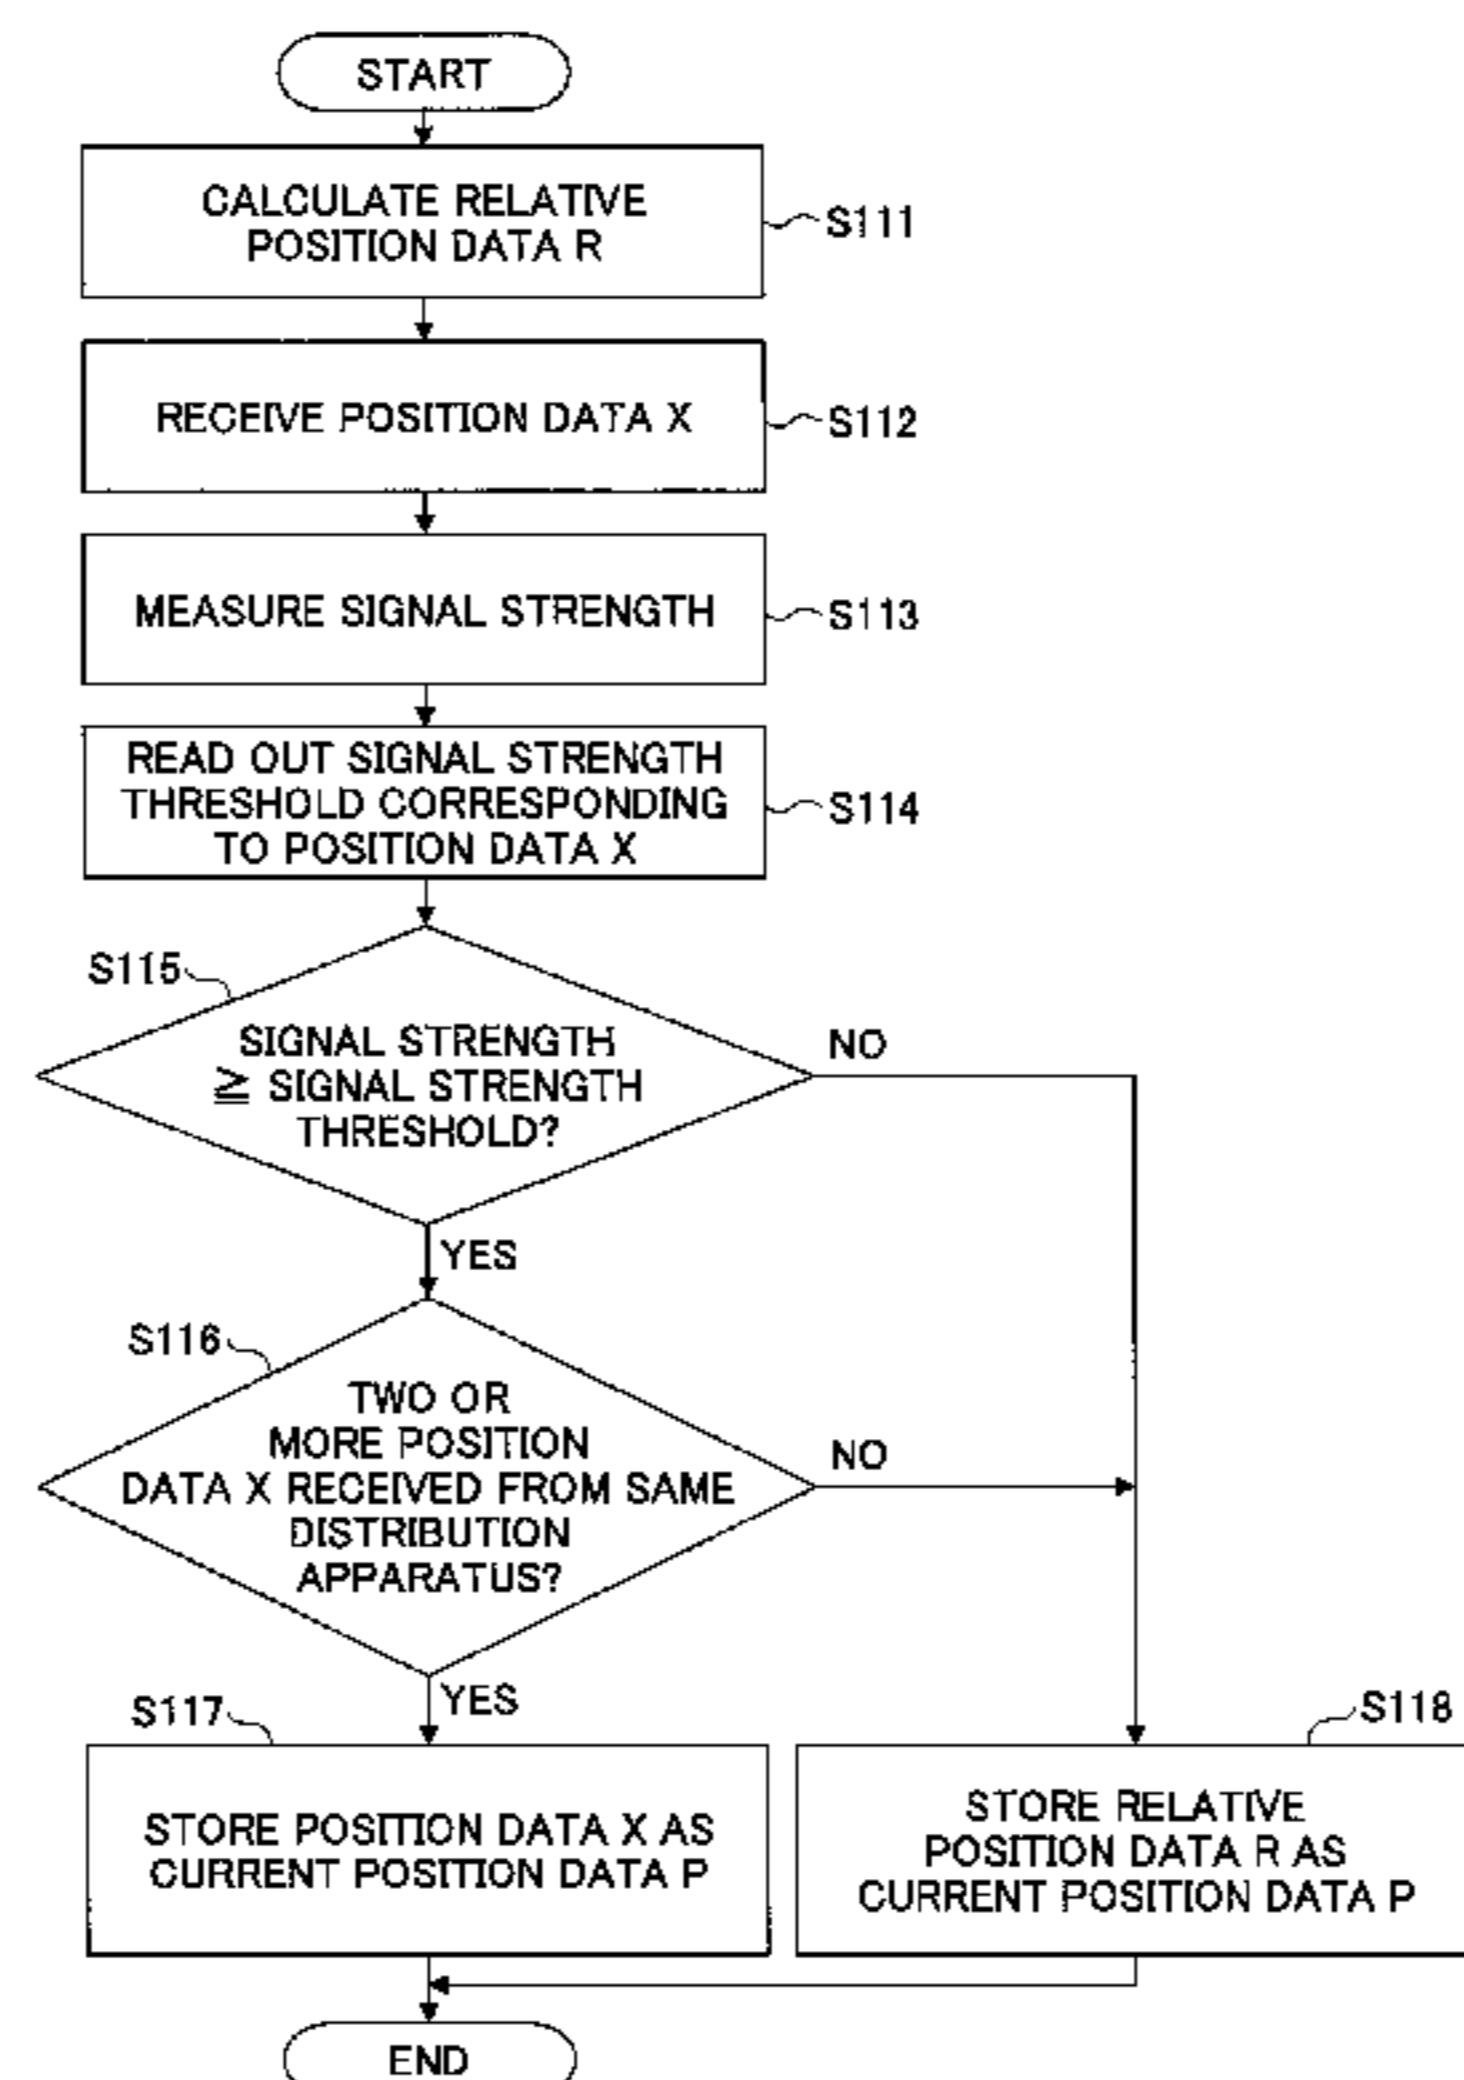 START
CALCULATE RELATIVE
POSITION DATA R
S111
RECEIVE POSITION DATA X
S112
MEASURE SIGNAL STRENGTH
S113
READ OUT SIGNAL STRENGTH
THRESHOLD CORRESPONDING
TO POSITION DATA X
S114
S115
SIGNAL STRENGTH
≧ SIGNAL STRENGTH
THRESHOLD?
NO
YES
S116
TWO OR
MORE POSITION
DATA X RECEIVED FROM SAME
DISTRIBUTION
APPARATUS?
NO
YES
S117
STORE POSITION DATA X AS
CURRENT POSITION DATA P
S118
STORE RELATIVE
POSITION DATA R AS
CURRENT POSITION DATA P
END